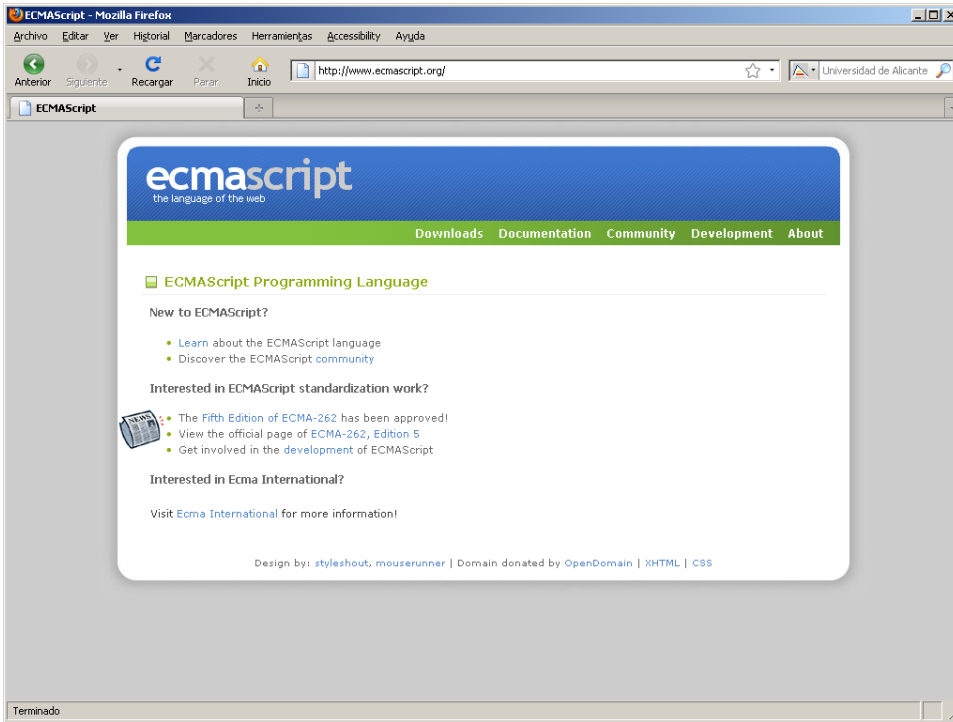 ECMAScript - Mozilla Firefox
Archivo Editar Ver Historial Marcadores Herramientas Accessibility Ayuda
Anterior Siguiente Recargar Parar Inicio http://www.ecmascript.org/ Universidad de Alicante
ECMAScript
ecmascript
the language of the web
Downloads Documentation Community Development About
ECMAScript Programming Language
New to ECMAScript?
• Learn about the ECMAScript language
• Discover the ECMAScript community
Interested in ECMAScript standardization work?
NEWS
• The Fifth Edition of ECMA-262 has been approved!
• View the official page of ECMA-262, Edition 5
• Get involved in the development of ECMAScript
Interested in Ecma International?
Visit Ecma International for more information!
Design by: styleshout, mouserunner | Domain donated by OpenDomain | XHTML | CSS
Terminado